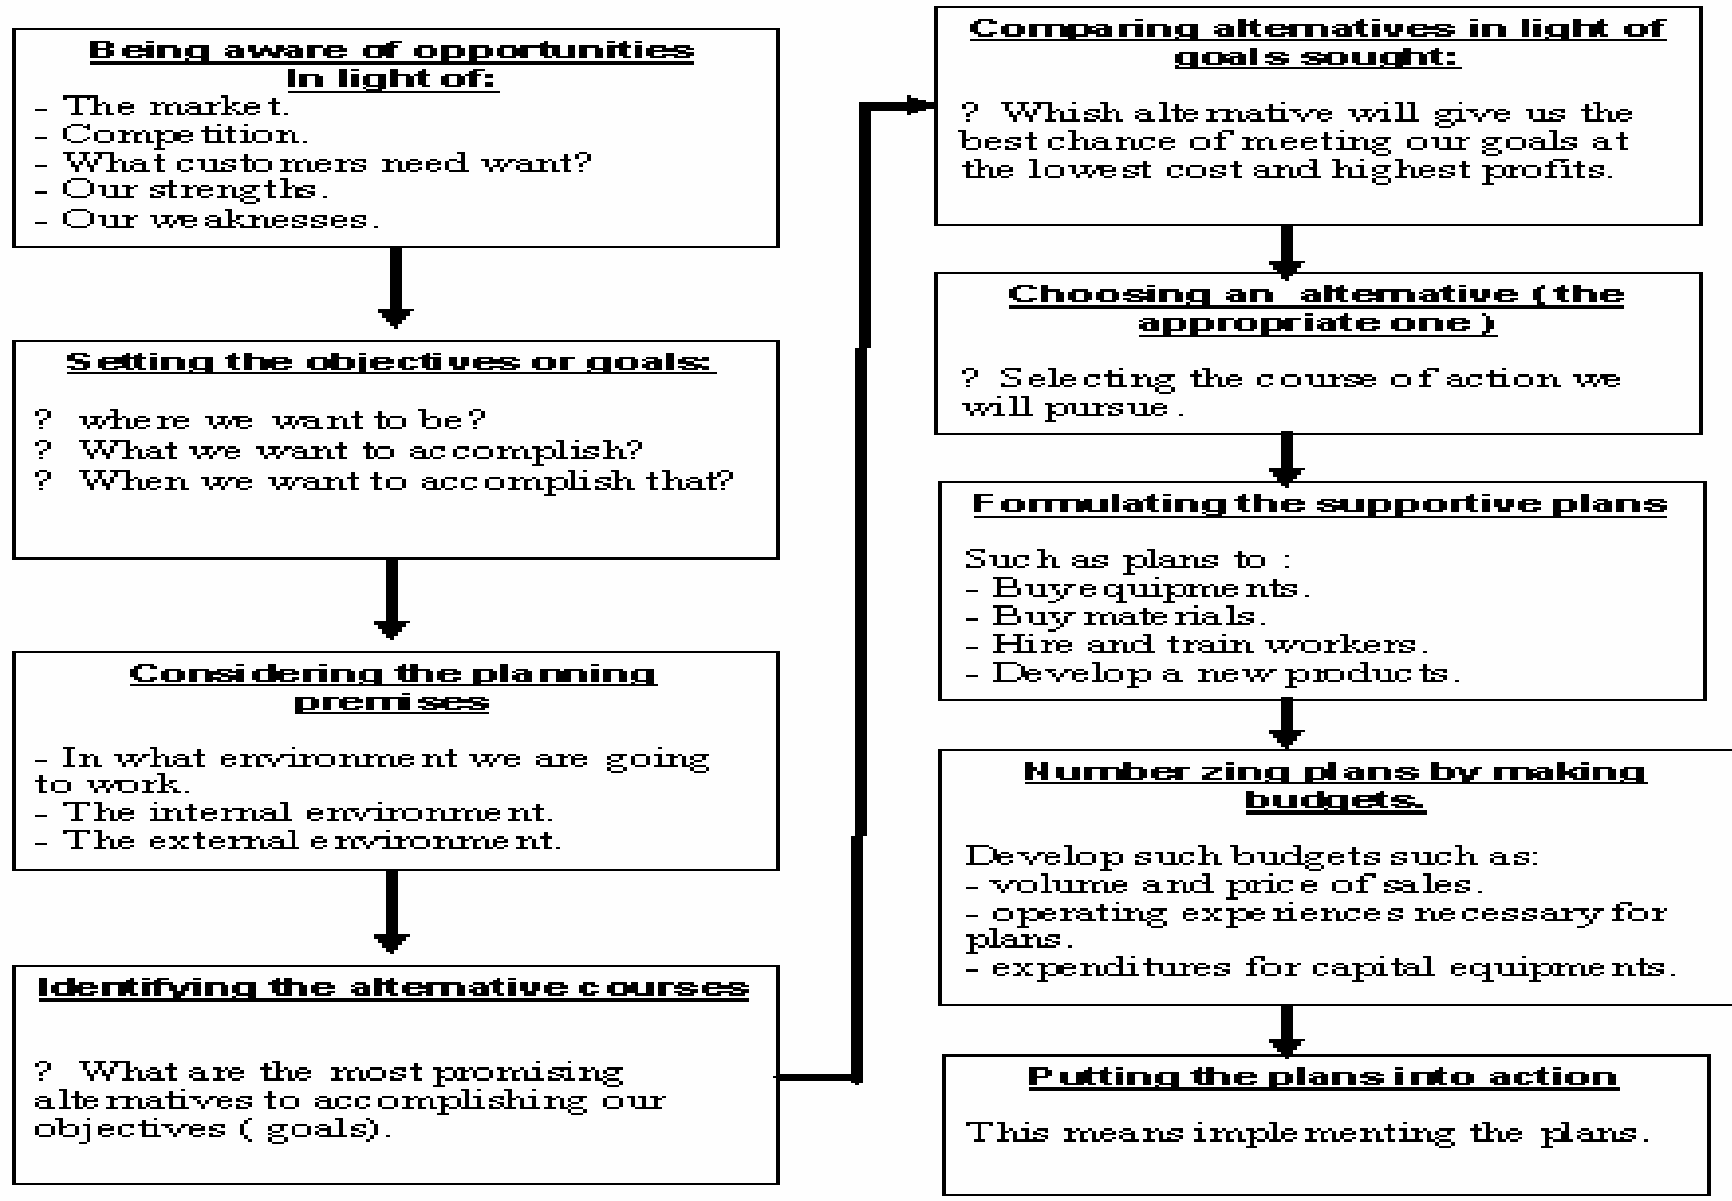 Being aware of opportunities
in light of:
- The market.
- Competition.
- What customers need want?
- Our strengths.
- Our weaknesses.
Setting the objectives or goals:
? where we want to be?
? What we want to accomplish?
? When we want to accomplish that?
Considering the planning
premises
- In what environment we are going
to work.
- The internal environment.
- The external environment.
Identifying the alternative courses
? What are the most promising
alternatives to accomplishing our
objectives ( goals).
Comparing alternatives in light of
goals sought:
? Whish alternative will give us the
best chance of meeting our goals at
the lowest cost and highest profits.
Choosing an alternative ( the
appropriate one )
? Selecting the course of action we
will pursue.
Formulating the supportive plans
Such as plans to :
- Buy equipments.
- Buy materials.
- Hire and train workers.
- Develop a new products.
Number zing plans by making
budgets.
Develop such budgets such as:
- volume and price of sales.
- operating experiences necessary for
plans.
- expenditures for capital equipments.
Putting the plans into action
This means implementing the plans.